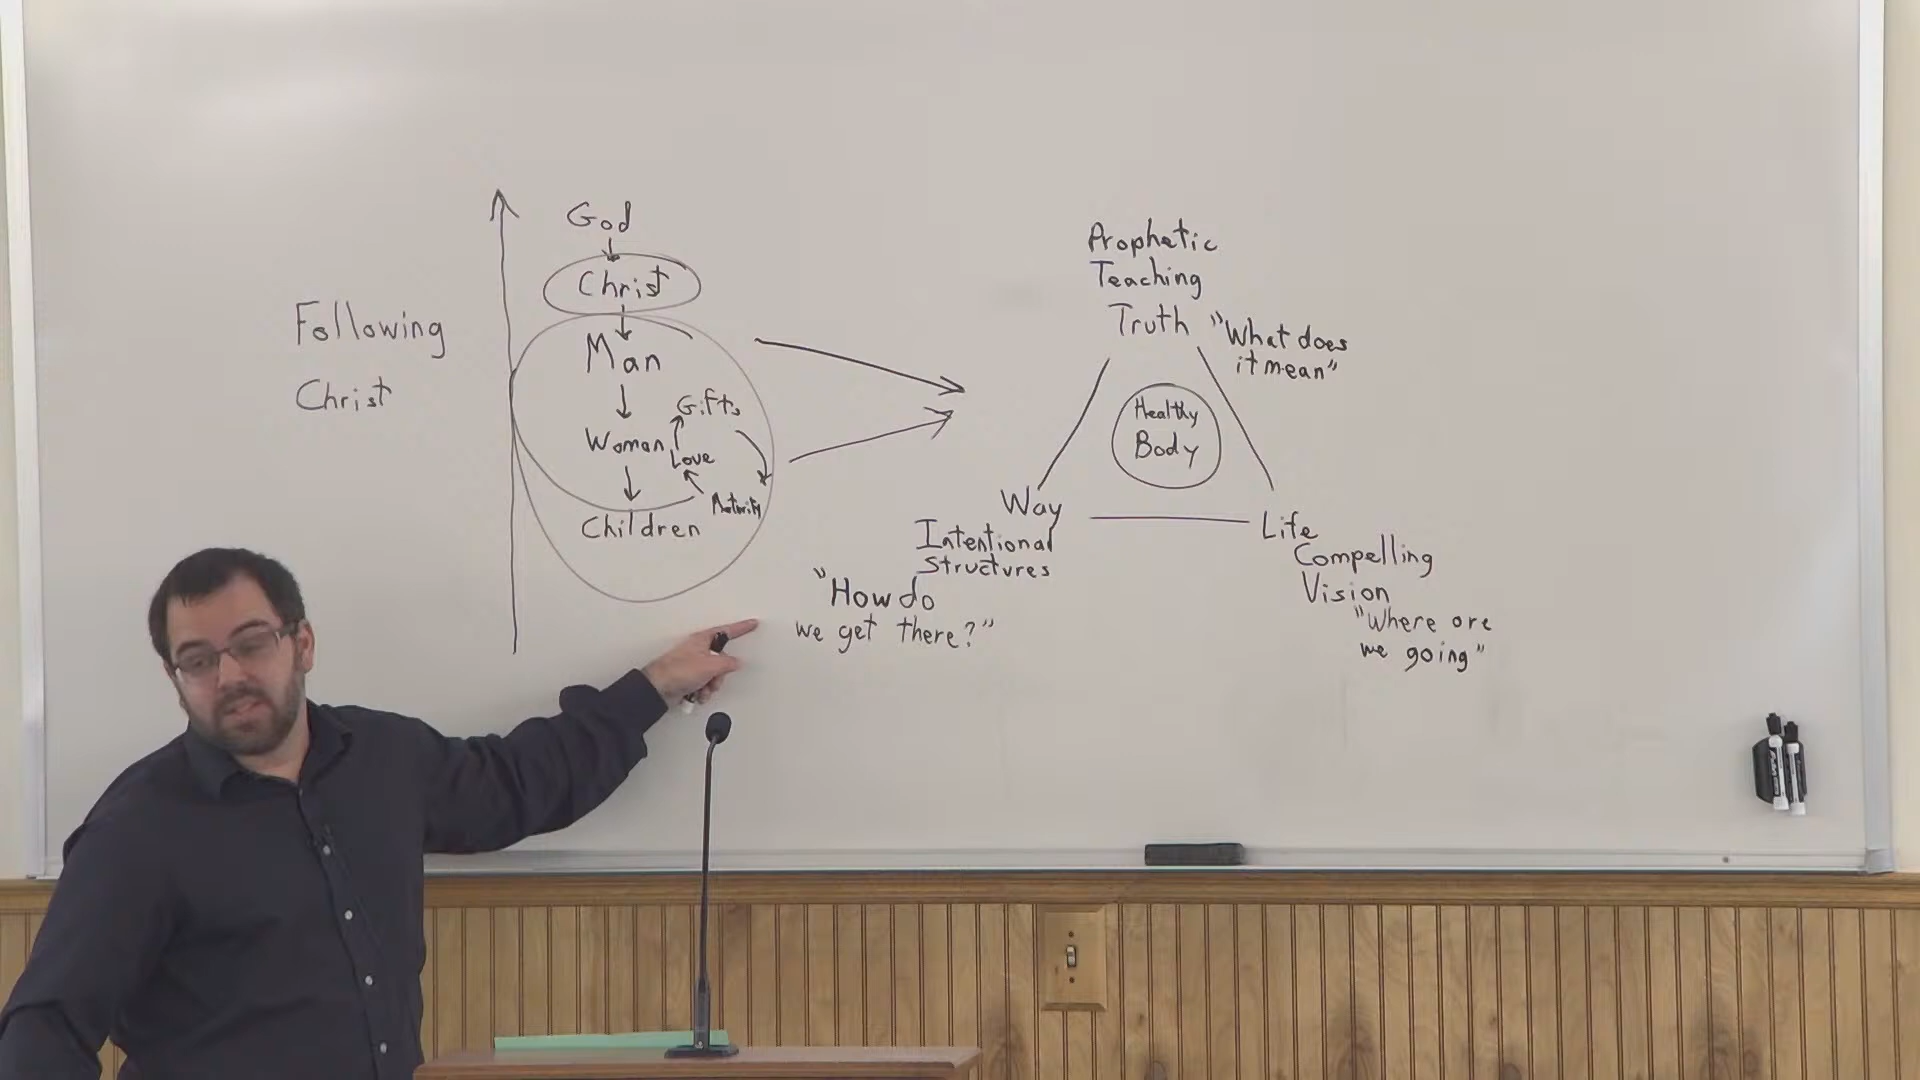 Following
Christ
God
Christ
Man
Gifts
Woman
Love
Maturity
Children
Prophetic
Teaching
Truth
"What does
it mean"
Healthy
Body
Way
Intentional
Structures
"How do
we get there?"
Life
Compelling
Vision
"Where are
we going"